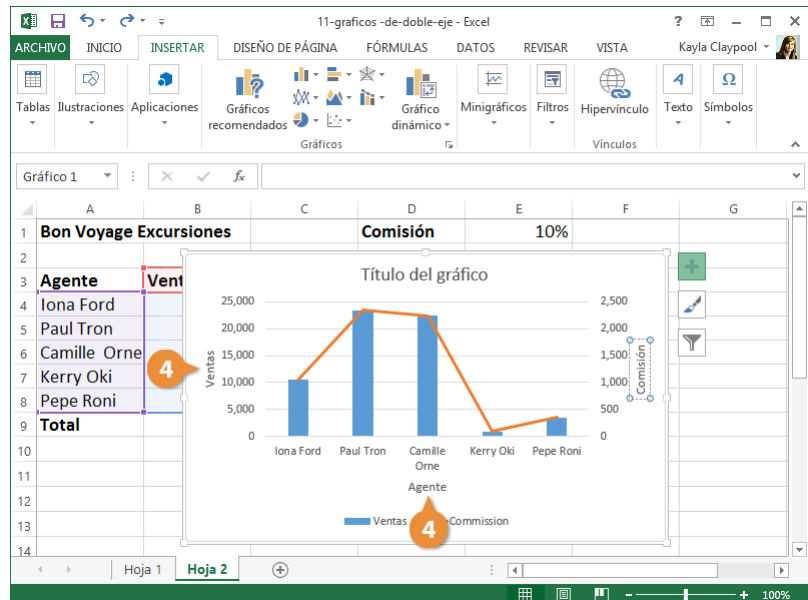 11-graficos -de-doble-eje - Excel
ARCHIVO INICIO INSERTAR DISEÑO DE PÁGINA FÓRMULAS DATOS REVISAR VISTA Kayla Claypool
Tablas Ilustraciones Aplicaciones Gráficos recomendados Gráfico dinámico Minigráficos Filtros Hipervínculo Texto Símbolos
Gráficos Vínculos
Gráfico 1 fx
A B C D E F G
1 Bon Voyage Excursiones Comisión 10%
2
3 Agente Vent
4 Iona Ford
5 Paul Tron
6 Camille Orne
7 Kerry Oki
8 Pepe Roni
9 Total
10
11
12
13
14
Título del gráfico
25,000 2,500
20,000 2,000
15,000 1,500
10,000 1,000
5,000 500
0 0
Ventas
Comisión
4
Iona Ford Paul Tron Camille Orne Kerry Oki Pepe Roni
Agente
4
Ventas Commission
Hoja 1 Hoja 2
100%